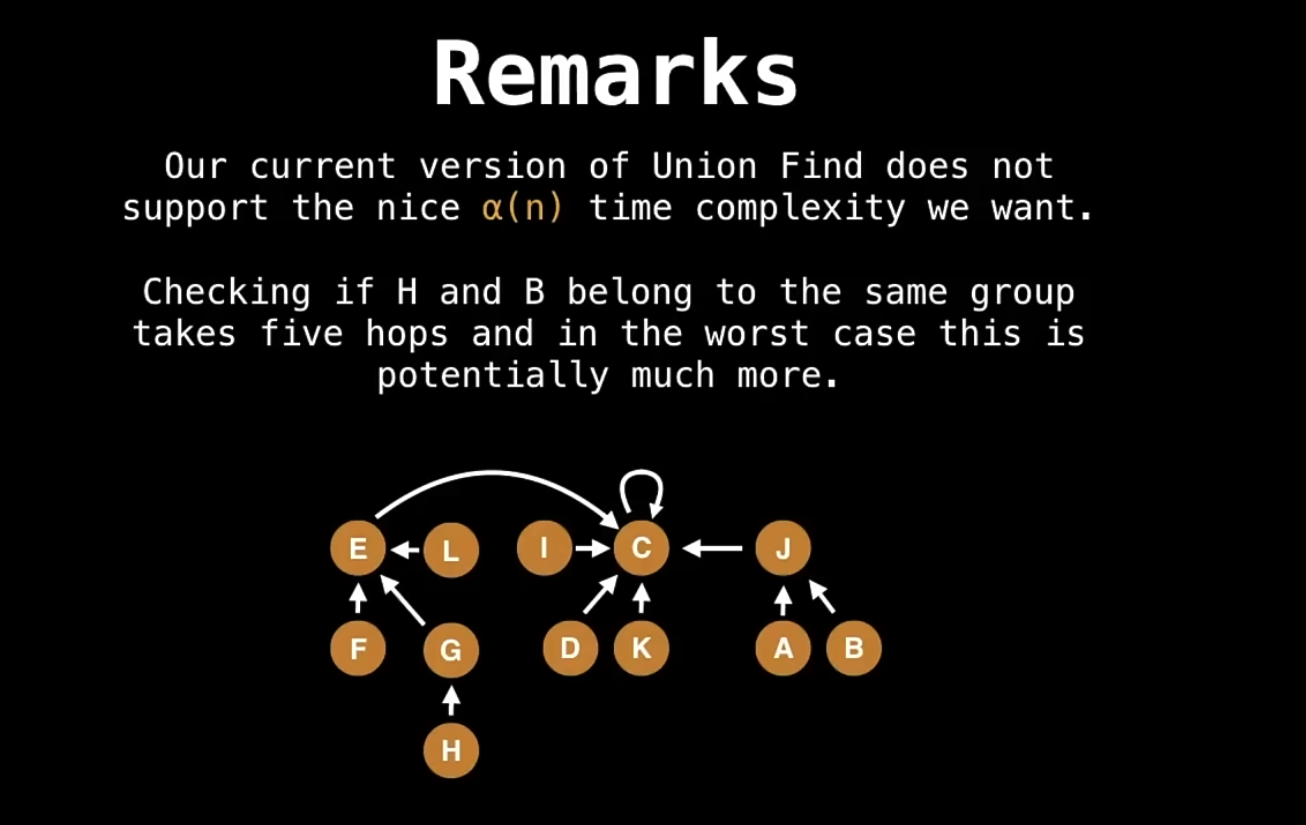 Remarks
Our current version of Union Find does not
support the nice α(n) time complexity we want.
Checking if H and B belong to the same group
takes five hops and in the worst case this is
potentially much more.
E L I C J
F G D K A B
H